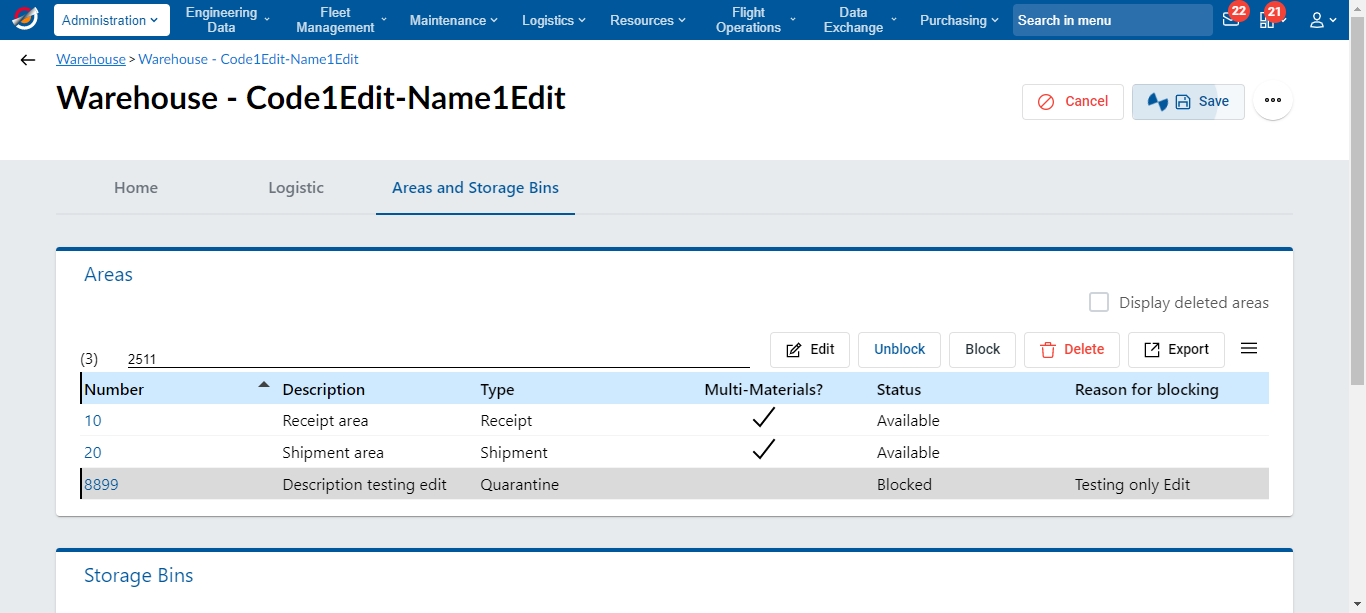 Administration
Engineering Data
Fleet Management
Maintenance
Logistics
Resources
Flight Operations
Data Exchange
Purchasing
Search in menu
22
21
Warehouse > Warehouse - Code1Edit-Name1Edit
Warehouse - Code1Edit-Name1Edit
Cancel
Save
Home
Logistic
Areas and Storage Bins
Areas
Display deleted areas
(3) 2511
Edit
Unblock
Block
Delete
Export
Number Description Type Multi-Materials? Status Reason for blocking
10 Receipt area Receipt Available
20 Shipment area Shipment Available
8899 Description testing edit Quarantine Blocked Testing only Edit
Storage Bins